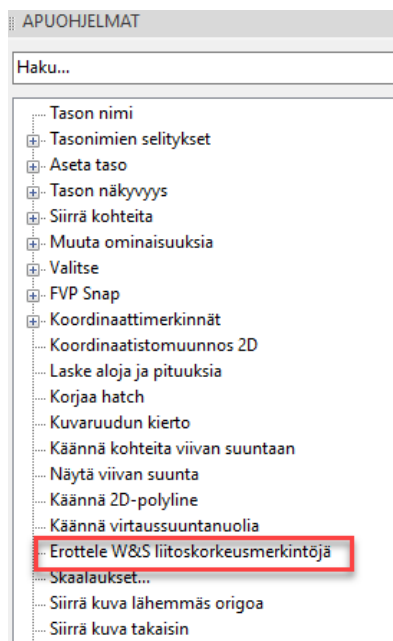 APUOHJELMAT
Haku...
Tason nimi
Tasonimien selitykset
Aseta taso
Tason näkyvyys
Siirrä kohteita
Muuta ominaisuuksia
Valitse
FVP Snap
Koordinaattimerkinnät
Koordinaatistomuunnos 2D
Laske aloja ja pituuksia
Korjaa hatch
Kuvaruudun kierto
Käännä kohteita viivan suuntaan
Näytä viivan suunta
Käännä 2D-polyline
Käännä virtaussuuntanuolia
Erottele W&S liitoskorkeusmerkintöjä
Skaalaukset...
Siirrä kuva lähemmäs origoa
Siirrä kuva takaisin